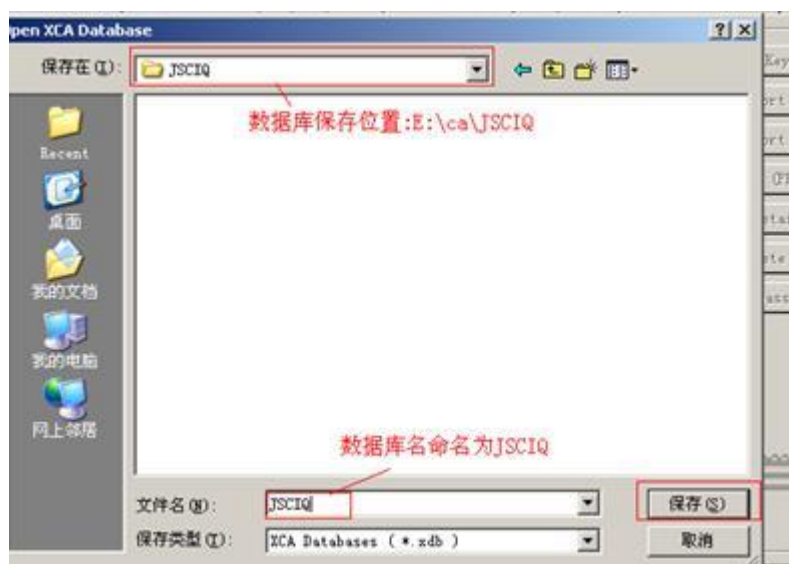 pen XCA Database
保存在(I):
JSCIQ
数据库保存位置:E:\ca\JSCIQ
Recent
桌面
我的文档
我的电脑
网上邻居
数据库名命名为JSCIQ
文件名(N):
JSCIQ
保存(S)
保存类型(T):
XCA Databases ( *.xdb )
取消